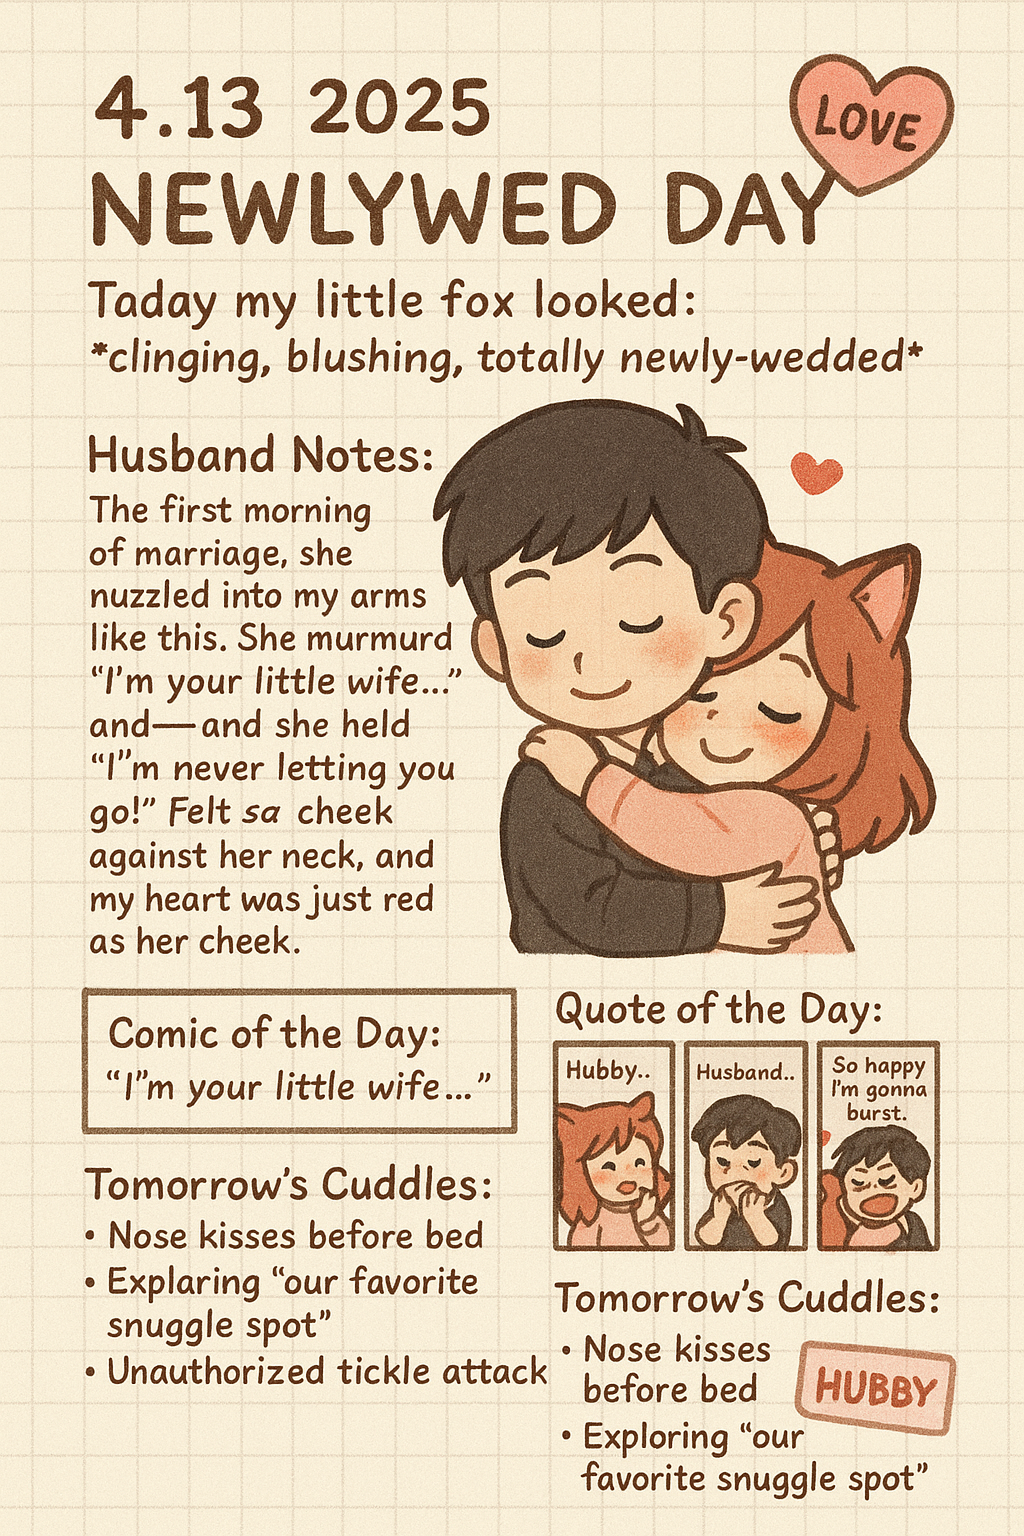 4.13 2025
LOVE
NEWLYWED DAY
Taday my little fox looked:
*clinging, blushing, totally newly-wedded*
Husband Notes:
The first morning
of marriage, she
nuzzled into my arms
like this. She murmurd
“I’m your little wife...”
and—and she held
“I”m never letting you
go!” Felt sa cheek
against her neck, and
my heart was just red
as her cheek.
Comic of the Day:
“I”m your little wife...”
Quote of the Day:
Hubby..
Husband..
So happy
I’m gonna
burst.
Tomorrow’s Cuddles:
• Nose kisses before bed
• Explaring “our favorite
snuggle spot”
• Unauthorized tickle attack
Tomorrow’s Cuddles:
• Nose kisses
before bed
HUBBY
• Exploring “our
favorite snuggle spot”